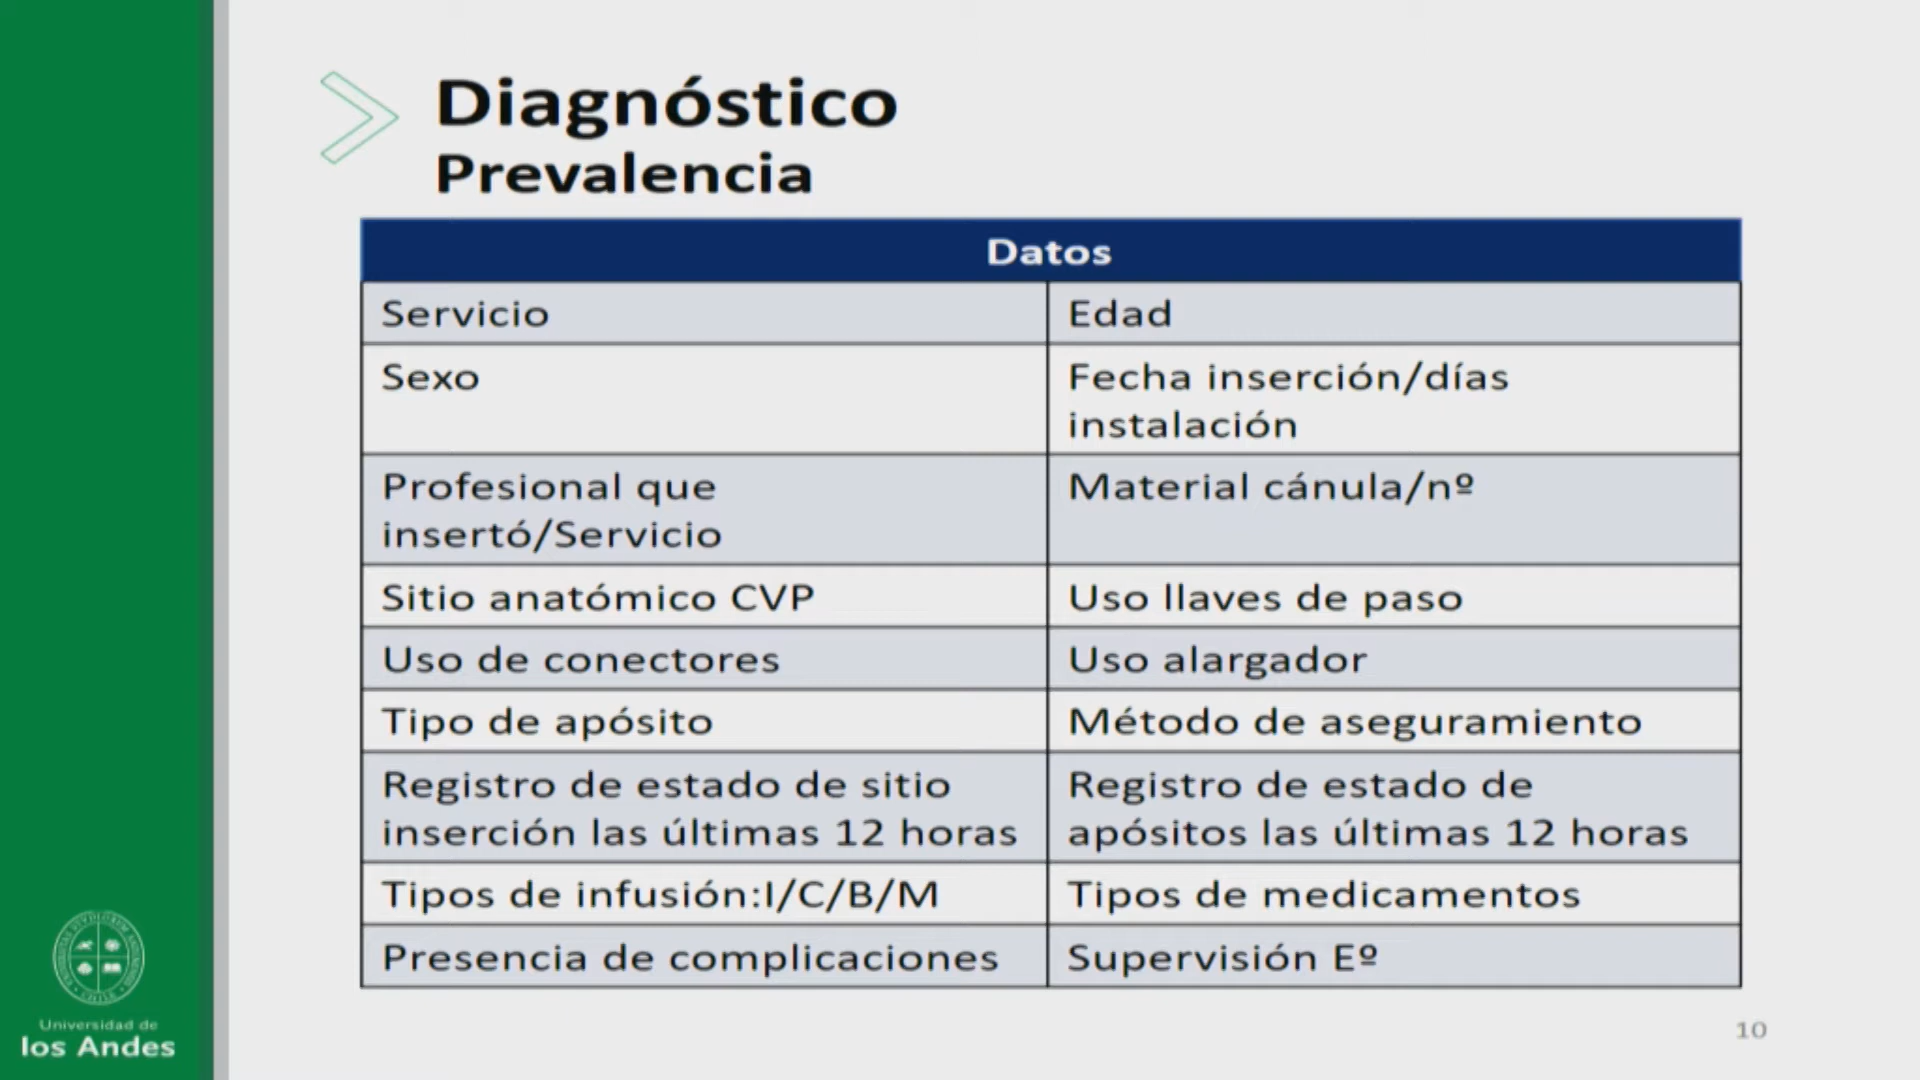 Diagnóstico
Prevalencia
Datos
Servicio
Edad
Sexo
Fecha inserción/días
instalación
Profesional que
insertó/Servicio
Material cánula/nº
Sitio anatómico CVP
Uso llaves de paso
Uso de conectores
Uso alargador
Tipo de apósito
Método de aseguramiento
Registro de estado de sitio
inserción las últimas 12 horas
Registro de estado de
apósitos las últimas 12 horas
Tipos de infusión:I/C/B/M
Tipos de medicamentos
Presencia de complicaciones
Supervisión Eº
Universidad de
los Andes
10